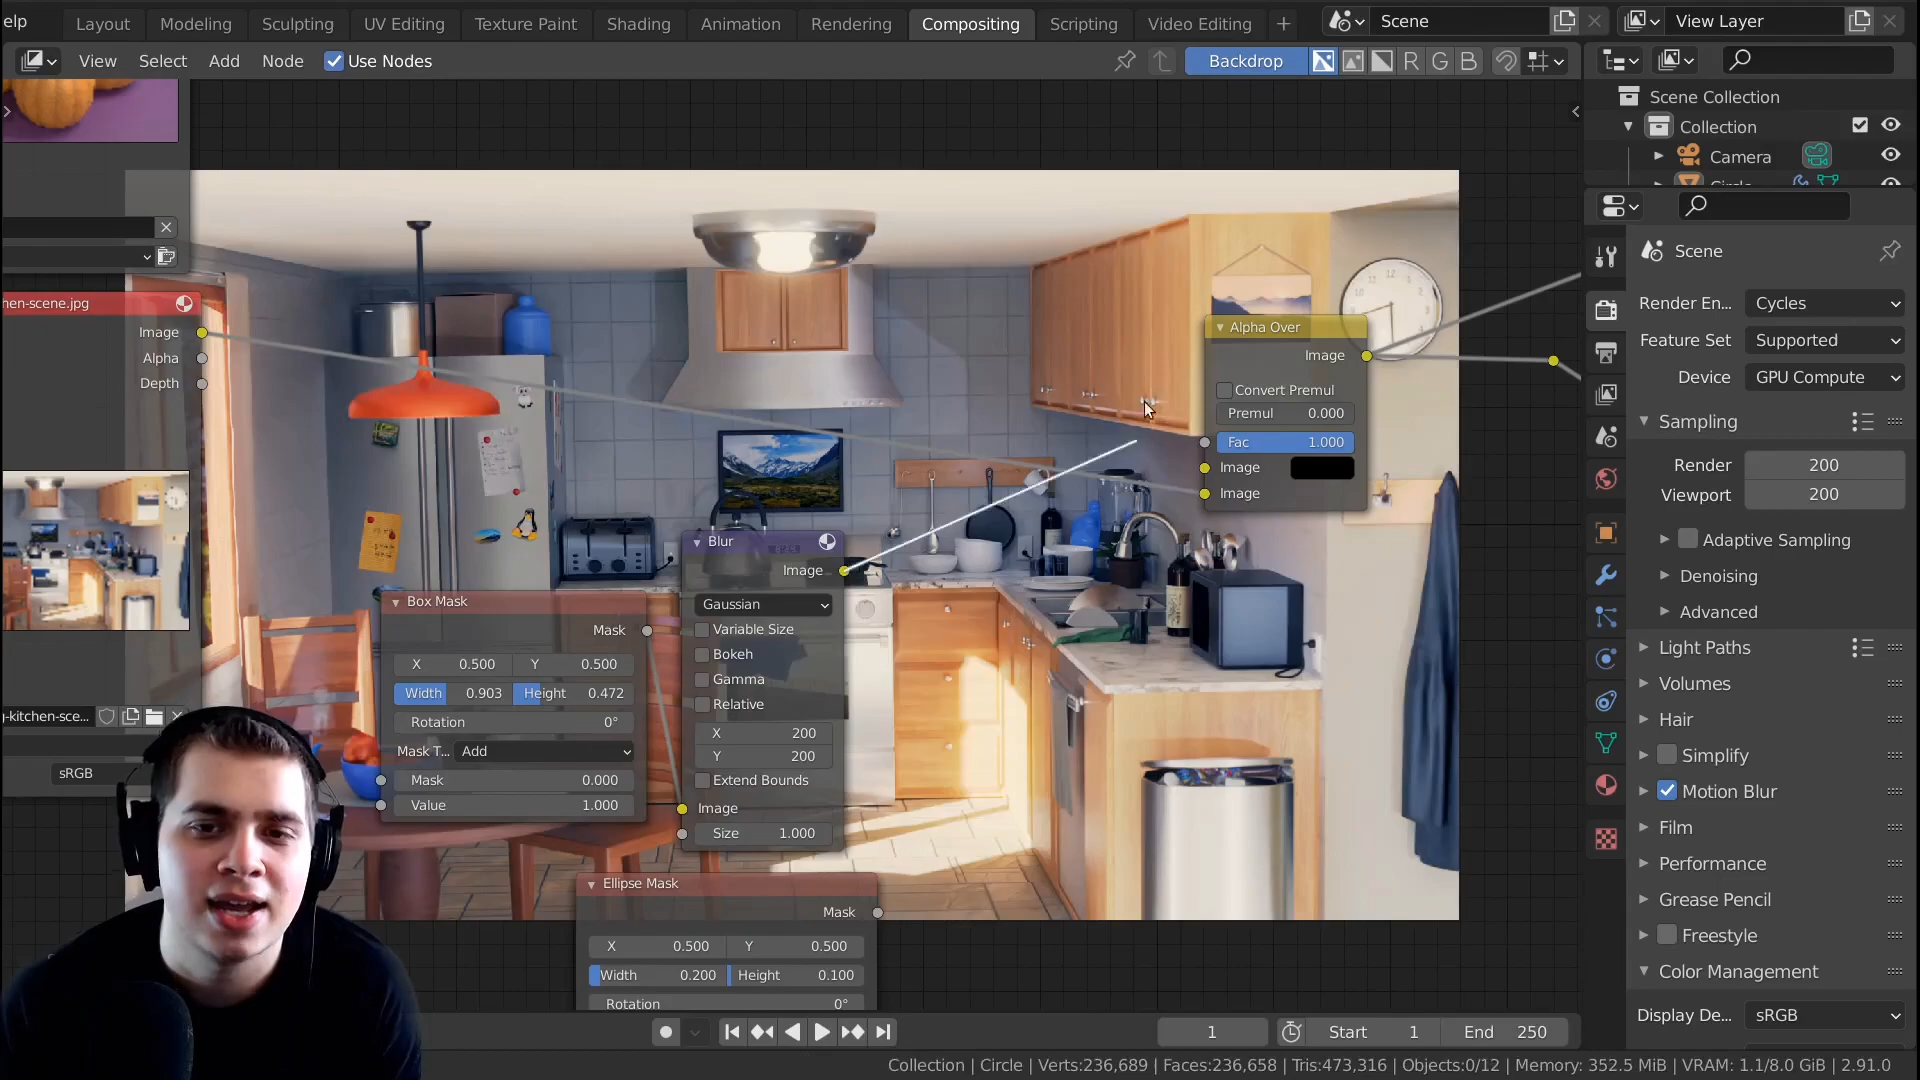 elp Layout Modeling Sculpting UV Editing Texture Paint Shading Animation Rendering Compositing Scripting Video Editing + Scene View Layer
View Select Add Node Use Nodes Backdrop R G B
Scene Collection
Collection
Camera
Circle
Scene
Render En... Cycles
Feature Set Supported
Device GPU Compute
Sampling
Render 200
Viewport 200
Adaptive Sampling
Denoising
Advanced
Light Paths
Volumes
Hair
Simplify
Motion Blur
Film
Performance
Grease Pencil
Freestyle
Color Management
Display De... sRGB
hen-scene.jpg
Image
Alpha
Depth
g-kitchen-sce...
sRGB
Box Mask
Mask
X 0.500 Y 0.500
Width 0.903 Height 0.472
Rotation 0°
Mask T... Add
Mask 0.000
Value 1.000
Blur
Image
Gaussian
Variable Size
Bokeh
Gamma
Relative
X 200
Y 200
Extend Bounds
Image
Size 1.000
Ellipse Mask
Mask
X 0.500 Y 0.500
Width 0.200 Height 0.100
Rotation 0°
Alpha Over
Image
Convert Premul
Premul 0.000
Fac 1.000
Image
Image
1 Start 1 End 250
Collection | Circle | Verts:236,689 | Faces:236,658 | Tris:473,316 | Objects:0/12 | Memory: 352.5 MiB | VRAM: 1.1/8.0 GiB | 2.91.0